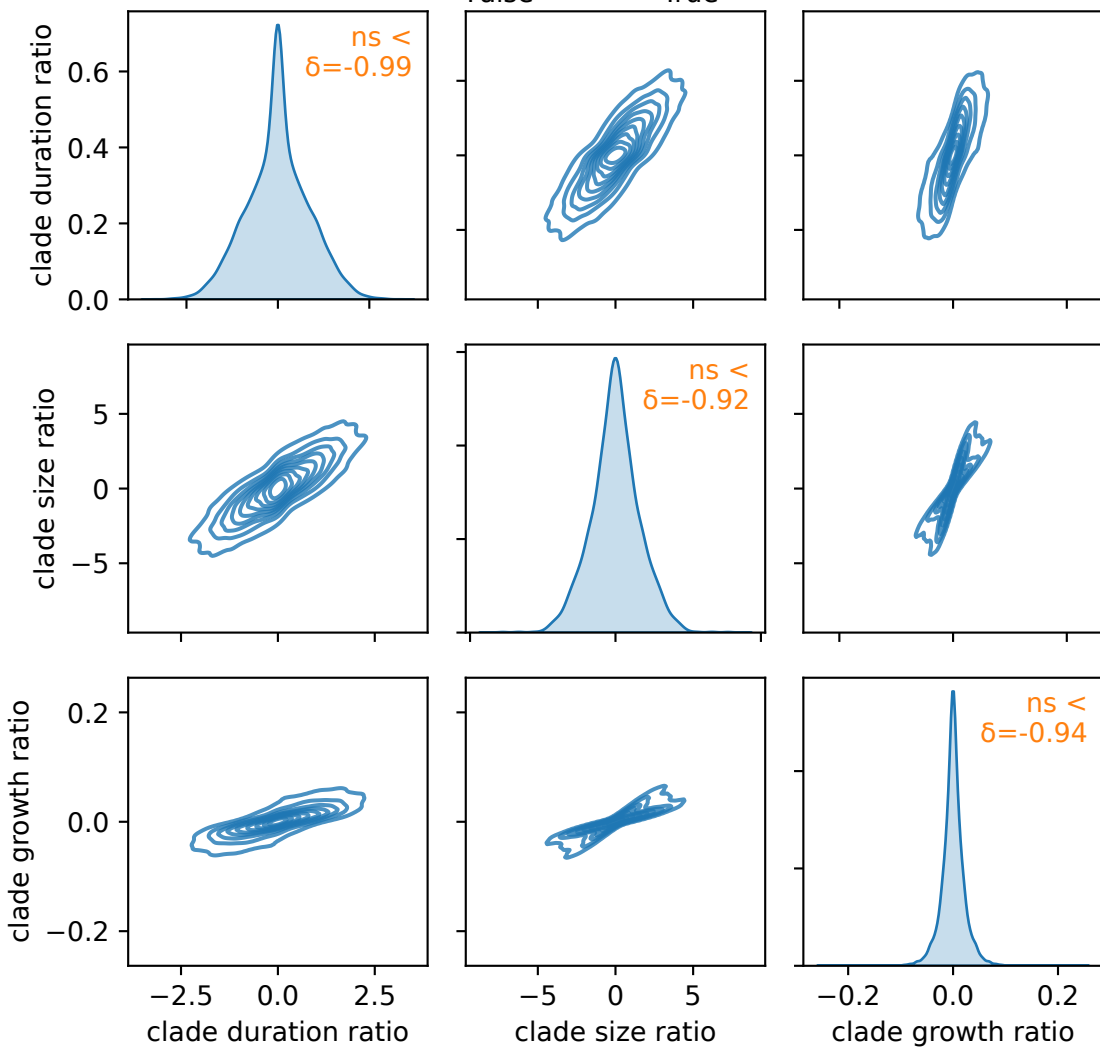 clade duration ratio
0.6
0.4
0.2
0.0
ns <
δ=-0.99
clade size ratio
5
0
−5
ns <
δ=-0.92
clade growth ratio
0.2
0.0
−0.2
ns <
δ=-0.94
−2.5 0.0 2.5
−5 0 5
−0.2 0.0 0.2
clade duration ratio
clade size ratio
clade growth ratio